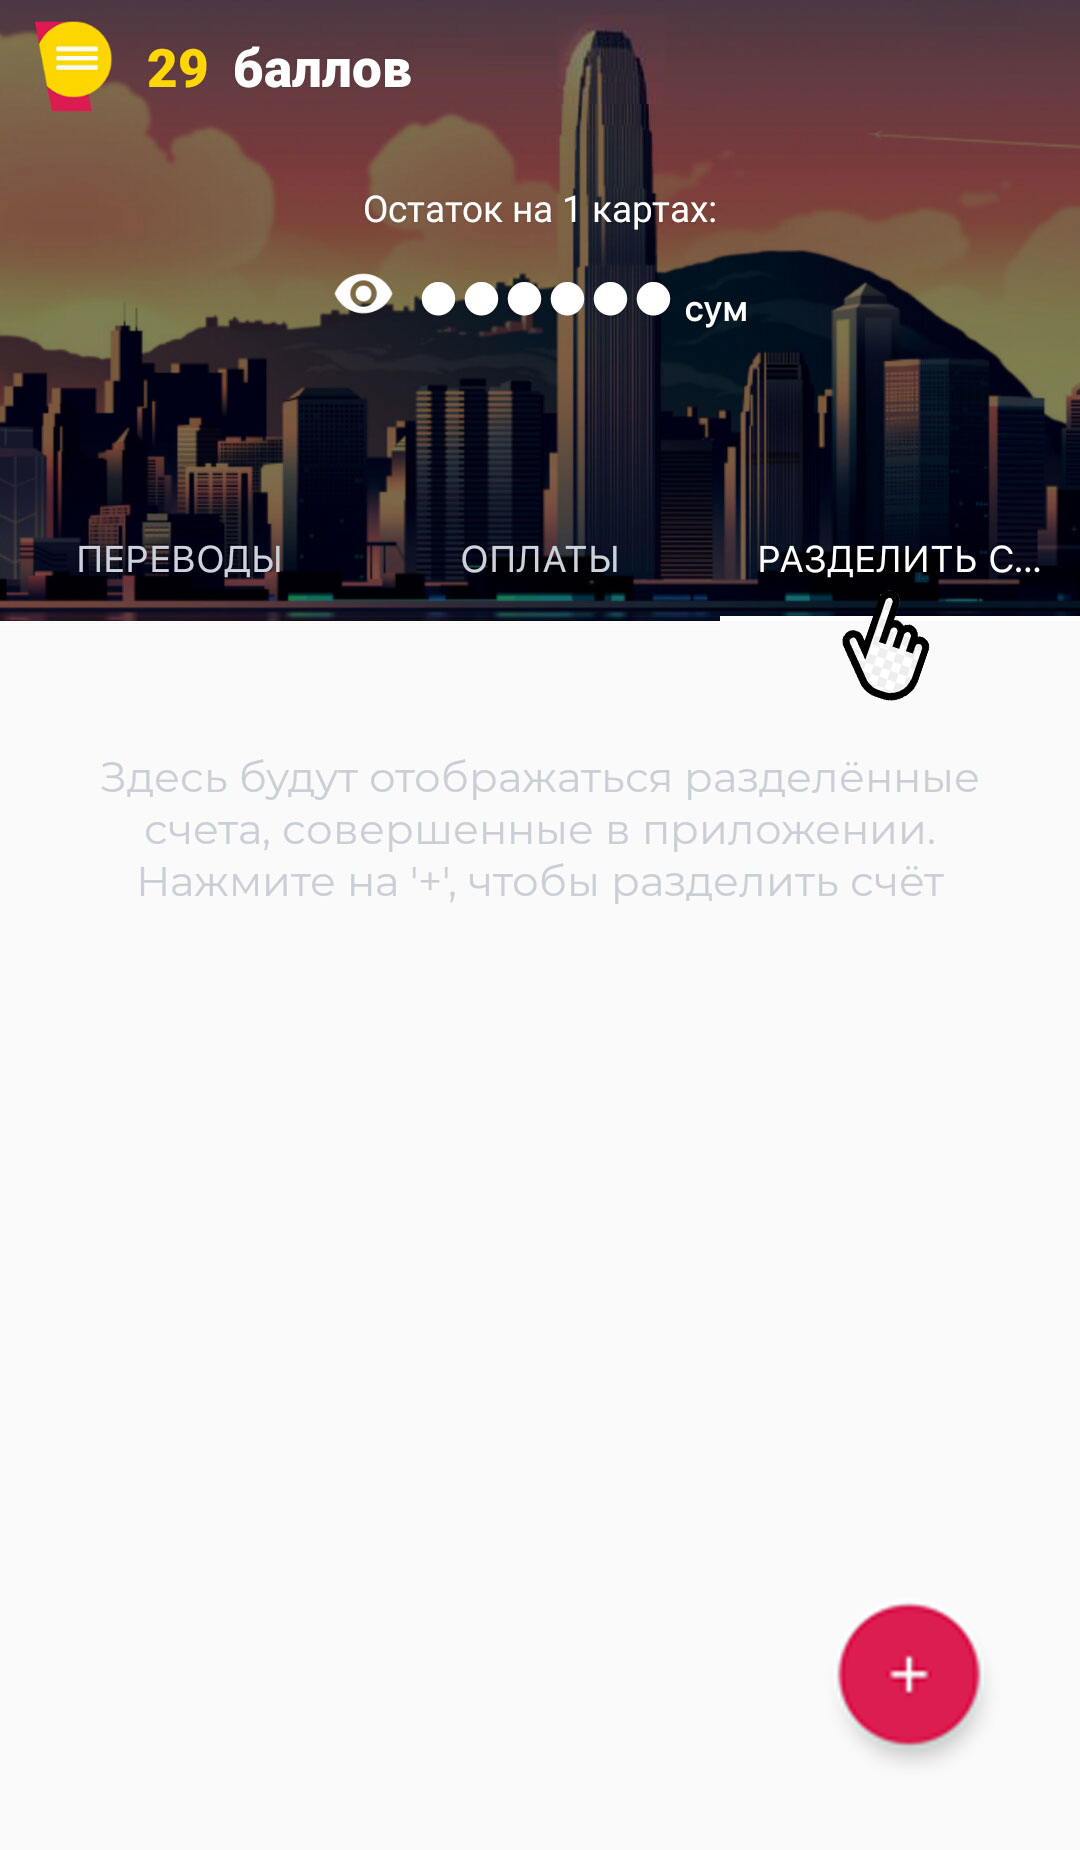 29 баллов
Остаток на 1 картах:
сум
ПЕРЕВОДЫ
ОПЛАТЫ
РАЗДЕЛИТЬ С...
Здесь будут отображаться разделённые
счета, совершенные в приложении.
Нажмите на '+', чтобы разделить счёт
+